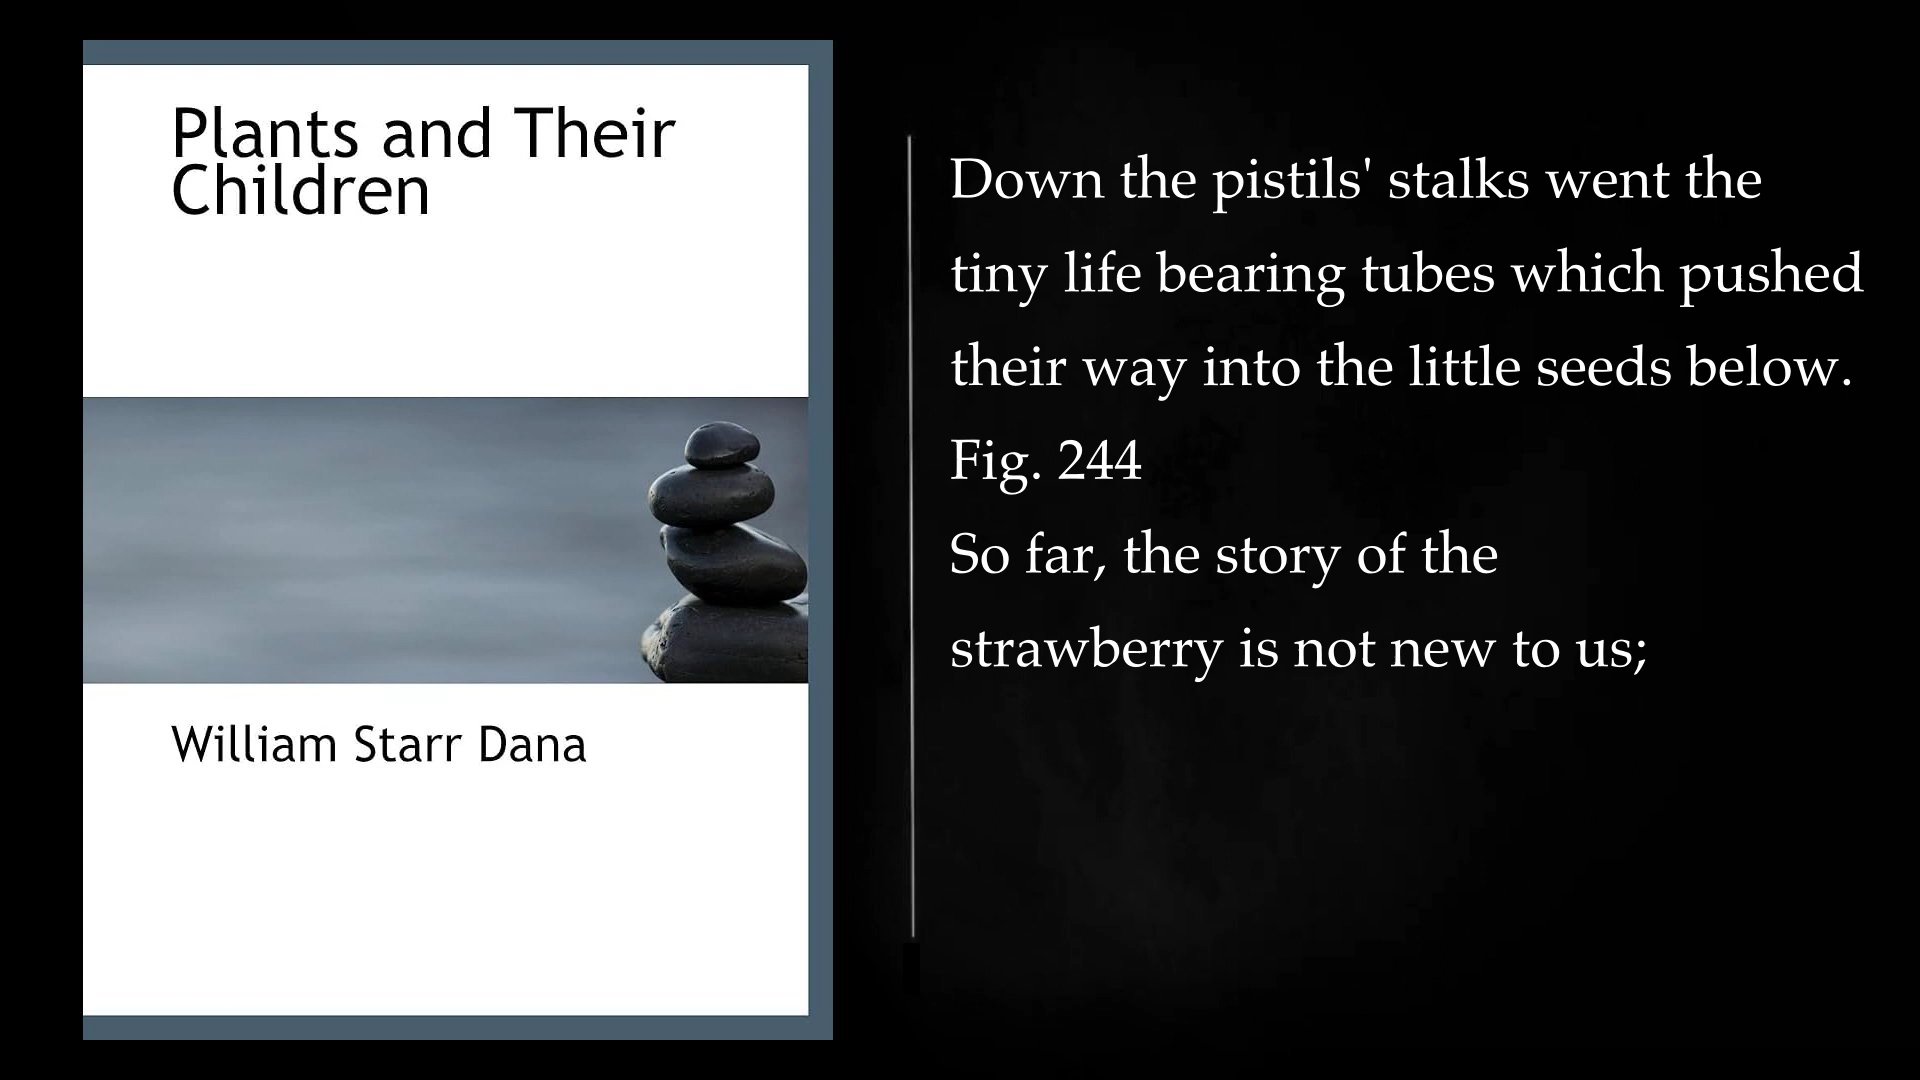 Plants and Their
Children
William Starr Dana
Down the pistils' stalks went the
tiny life bearing tubes which pushed
their way into the little seeds below.
Fig. 244
So far, the story of the
strawberry is not new to us;